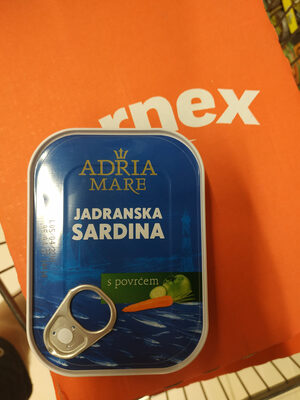 rnex
ADRIA
MARE
JADRANSKA
SARDINA
s povrćem